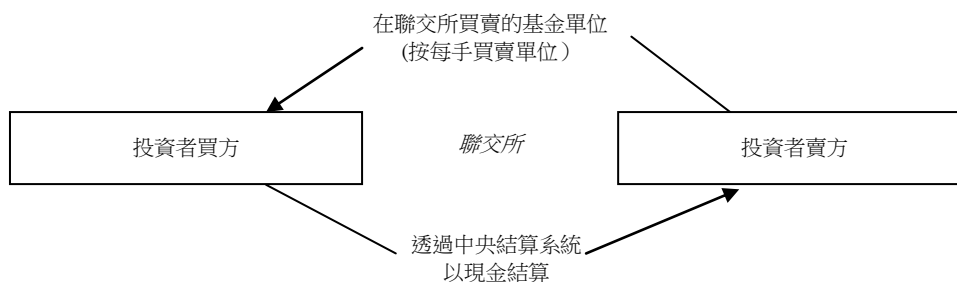 在聯交所買賣的基金單位
(按每手買賣單位）
投資者買方
聯交所
投資者賣方
透過中央結算系統
以現金結算